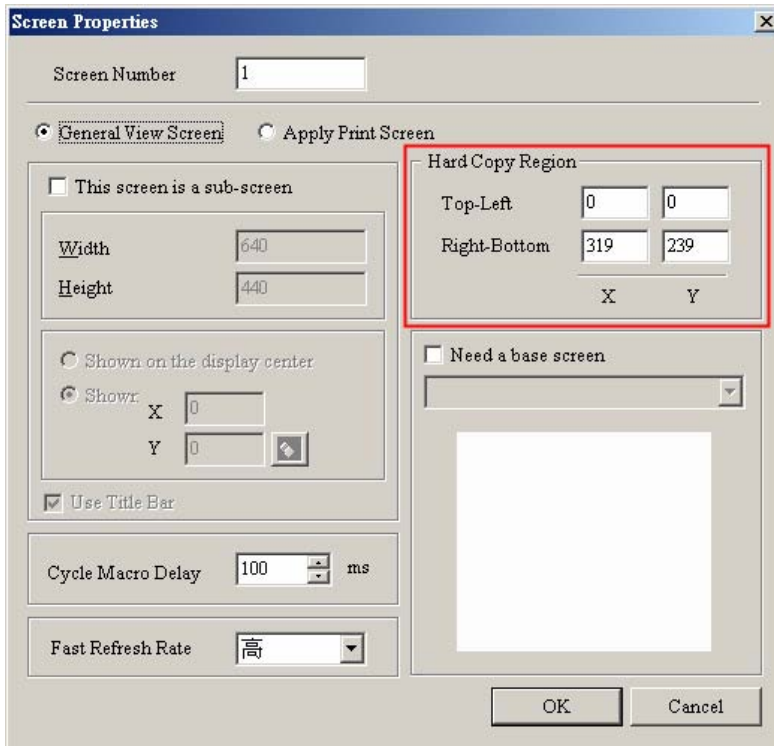 Screen Properties
Screen Number
1
General View Screen
Apply Print Screen
This screen is a sub-screen
Width
640
Height
440
Shown on the display center
Shown
X
0
Y
0
Use Title Bar
Cycle Macro Delay
100
ms
Fast Refresh Rate
高
Hard Copy Region
Top-Left
0
0
Right-Bottom
319
239
X
Y
Need a base screen
OK
Cancel